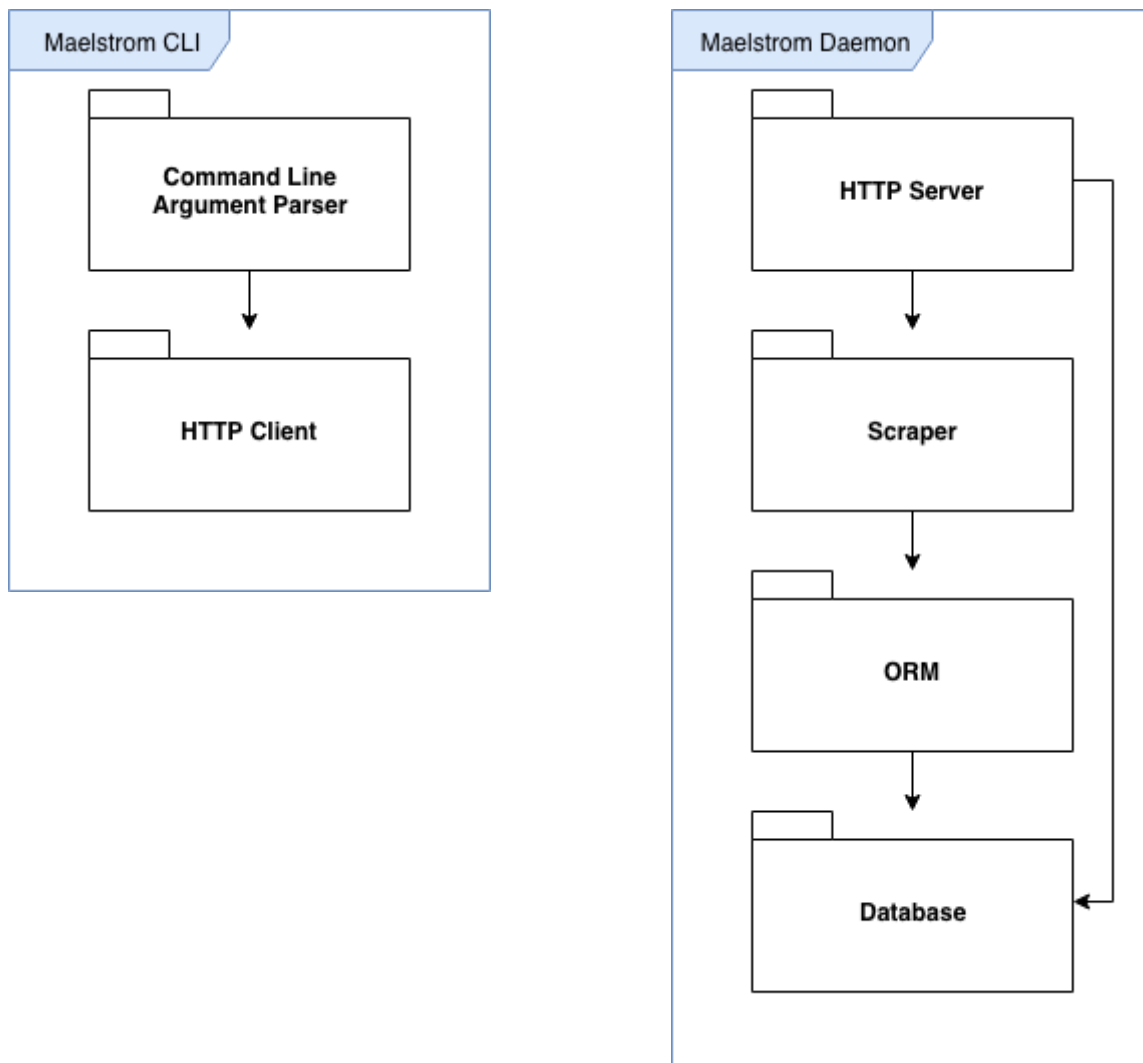 Maelstrom CLI
Command Line
Argument Parser
HTTP Client
Maelstrom Daemon
HTTP Server
Scraper
ORM
Database